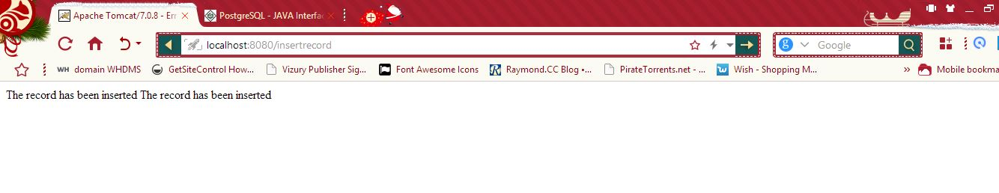 Apache Tomcat/7.0.8 - Err
PostgreSQL - JAVA Interfac
localhost:8080/insertrecord
g
Google
WH domain WHDMS
GetSiteControl How...
Vizury Publisher Sig...
Font Awesome Icons
R Raymond.CC Blog •...
PirateTorrents.net - ...
w Wish - Shopping M...
» Mobile bookma
The record has been inserted The record has been inserted